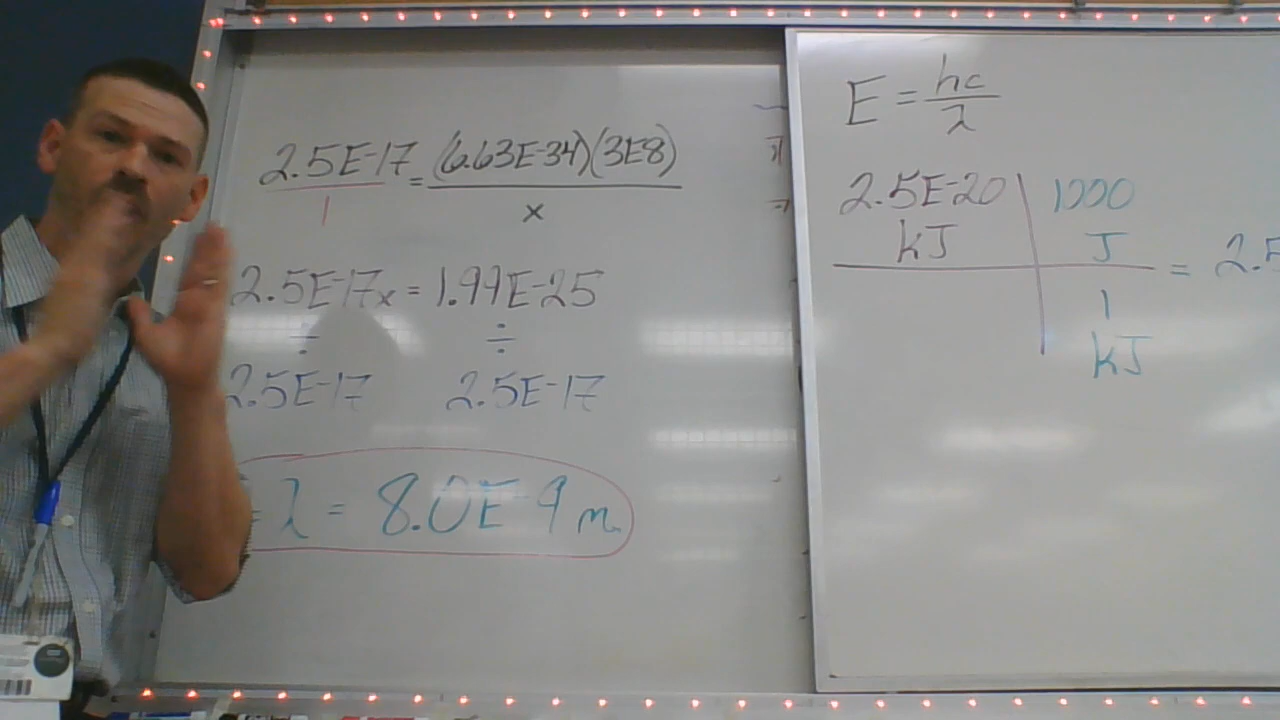 2.5E-17 = (6.63E-34)(3E8)
1 x
2.5E-17x = 1.99E-25
÷ ÷
2.5E-17 2.5E-17
= λ = 8.0E-9 m
E = hc
λ
2.5E-20 1000
kJ J
= 2.5
1
kJ